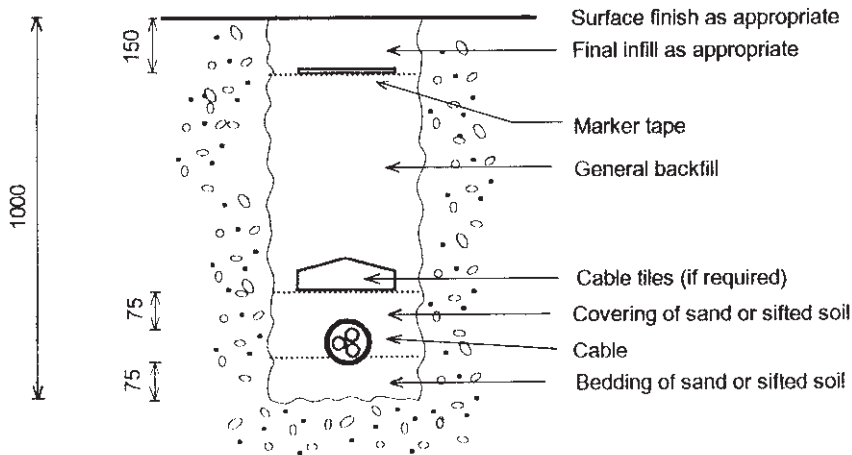 Surface finish as appropriate
150
Final infill as appropriate
Marker tape
General backfill
1000
Cable tiles (if required)
75
Covering of sand or sifted soil
Cable
75
Bedding of sand or sifted soil